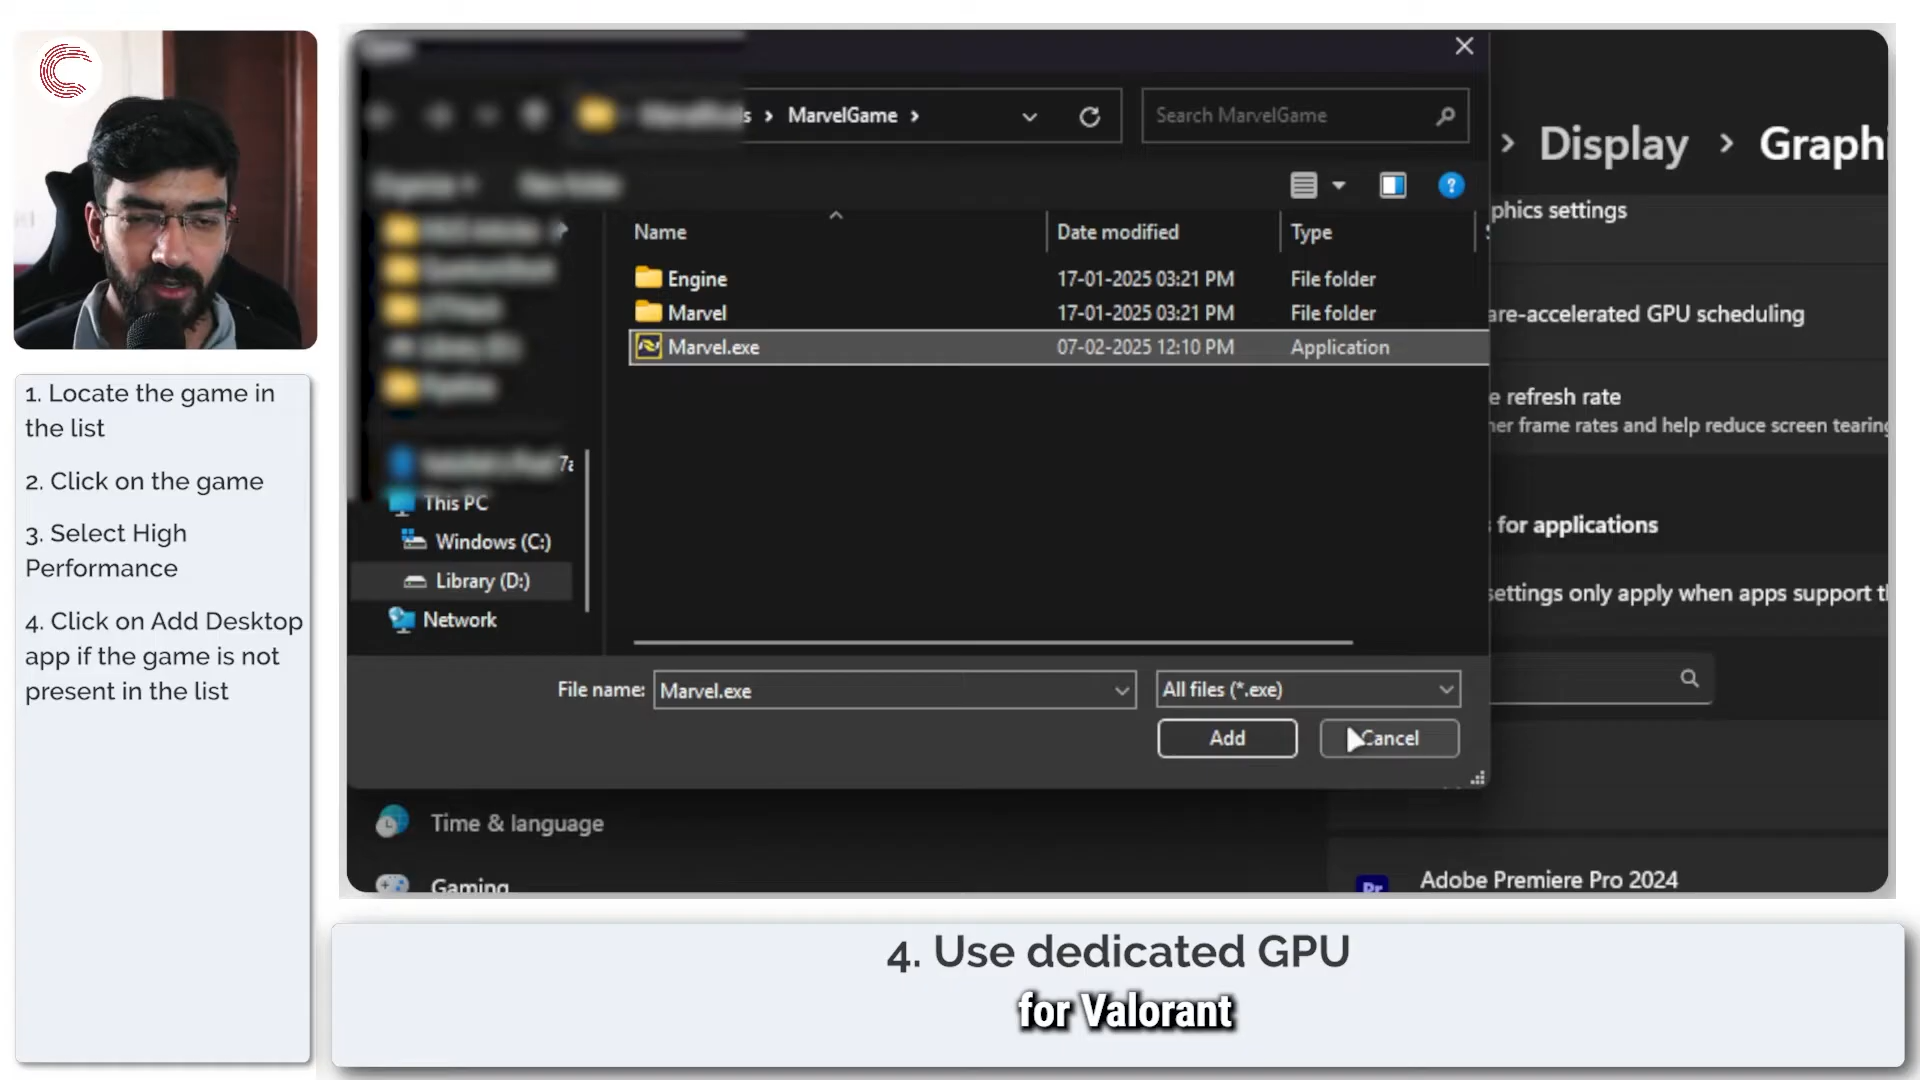 1. Locate the game in
the list
2. Click on the game
3. Select High
Performance
4. Click on Add Desktop
app if the game is not
present in the list
s › MarvelGame ›
Search MarvelGame
Name
Date modified
Type
Engine
17-01-2025 03:21 PM
File folder
Marvel
17-01-2025 03:21 PM
File folder
Marvel.exe
07-02-2025 12:10 PM
Application
This PC
Windows (C:)
Library (D:)
Network
File name:
Marvel.exe
All files (*.exe)
Add
Cancel
› Display › Graphi
phics settings
are-accelerated GPU scheduling
e refresh rate
her frame rates and help reduce screen tearing
for applications
settings only apply when apps support t
Time & language
Gaming
Pr
Adobe Premiere Pro 2024
4. Use dedicated GPU
for Valorant